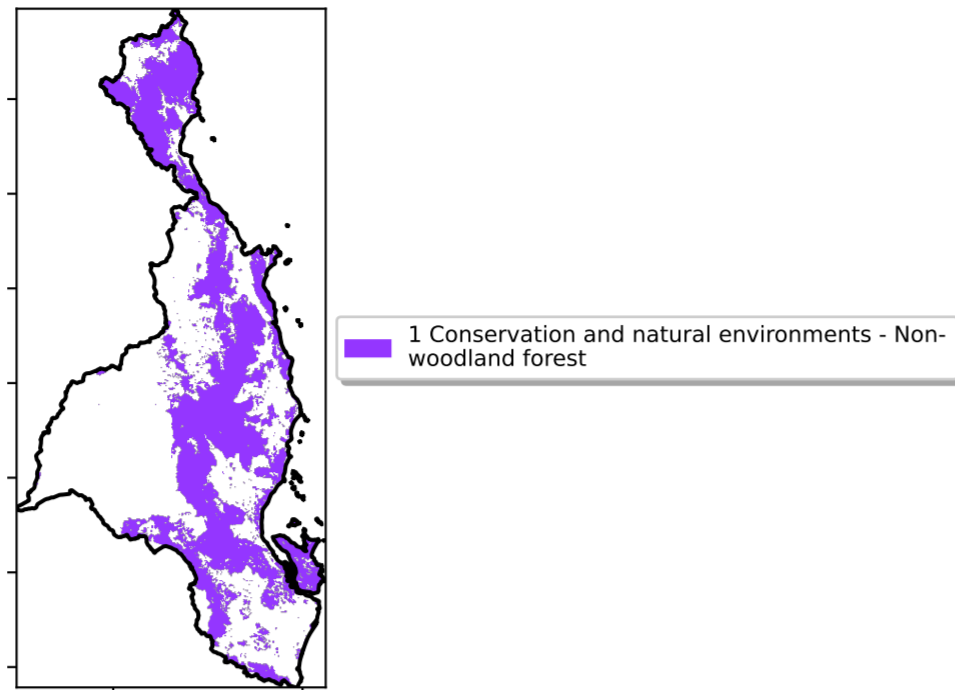 1 Conservation and natural environments - Non-
woodland forest